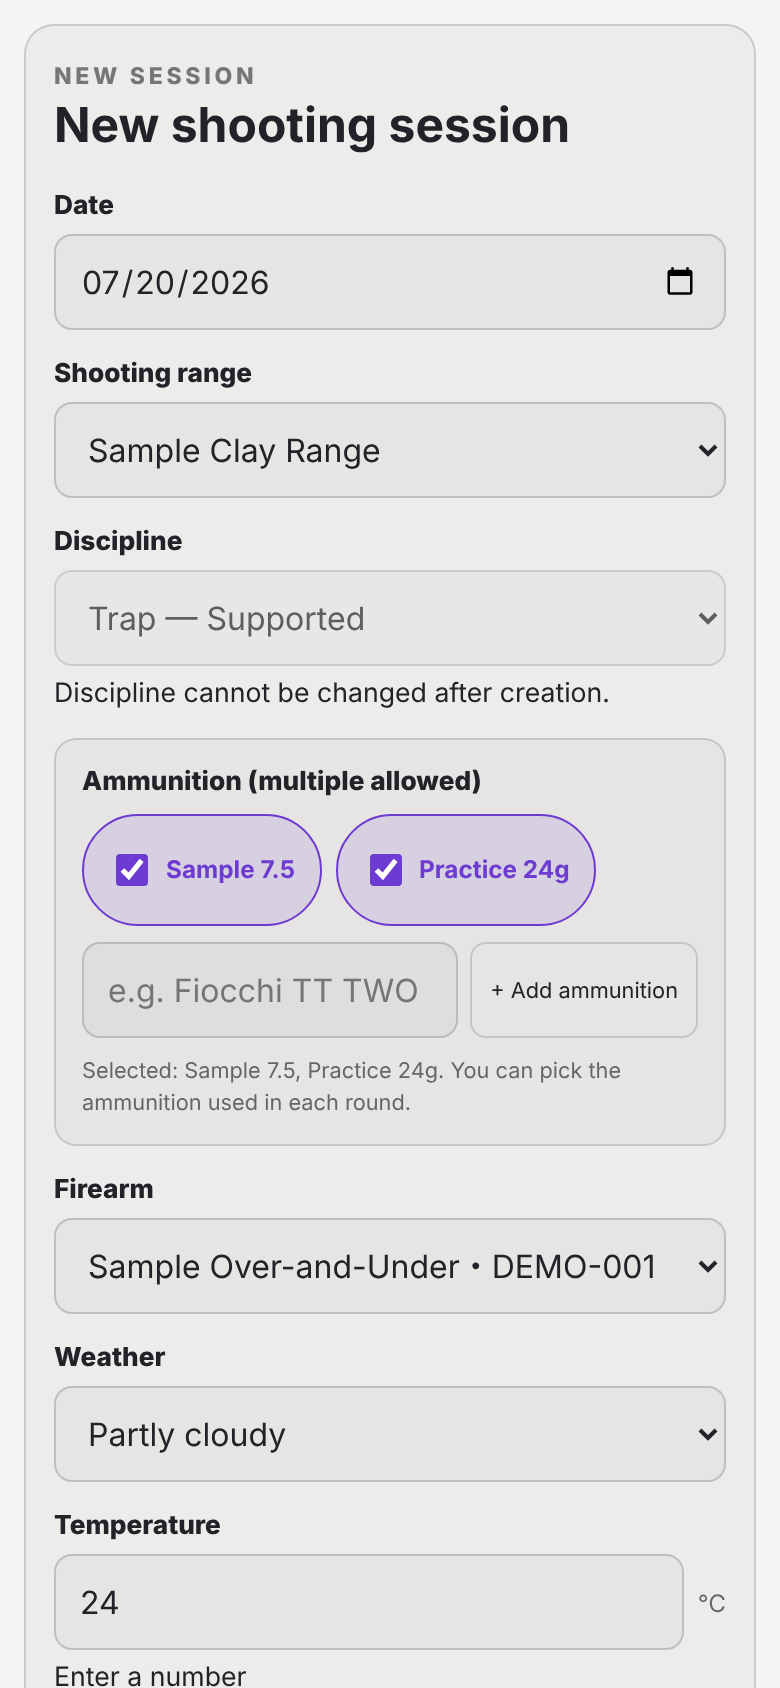 NEW SESSION
New shooting session
Date
07/20/2026
Shooting range
Sample Clay Range
Discipline
Trap — Supported
Discipline cannot be changed after creation.
Ammunition (multiple allowed)
Sample 7.5
Practice 24g
e.g. Fiocchi TT TWO
+ Add ammunition
Selected: Sample 7.5, Practice 24g. You can pick the
ammunition used in each round.
Firearm
Sample Over-and-Under • DEMO-001
Weather
Partly cloudy
Temperature
24
°C
Enter a number